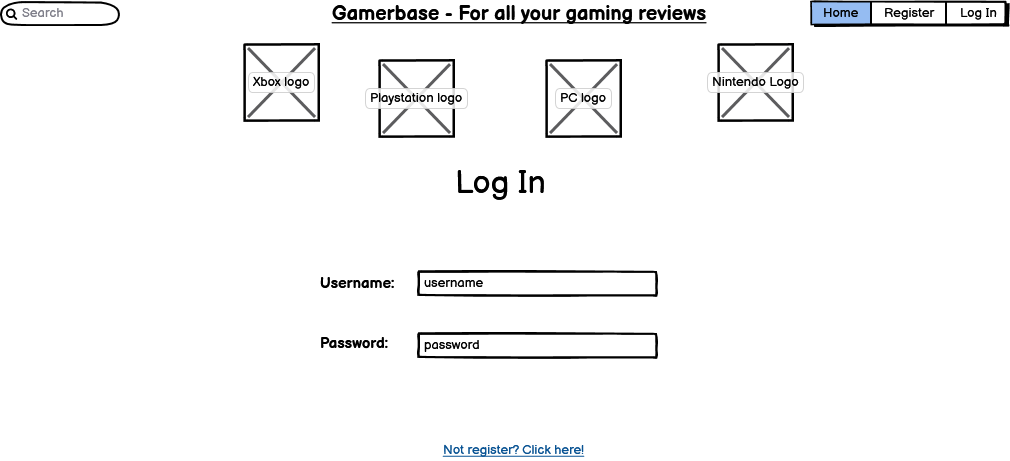 Search
Gamerbase - For all your gaming reviews
Home Register Log In
Xbox logo
Playstation logo
PC logo
Nintendo Logo
Log In
Username: username
Password: password
Not register? Click here!